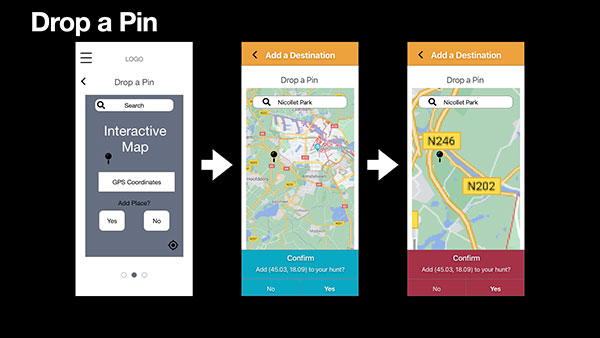 Drop a Pin
LOGO
Drop a Pin
Search
Interactive
Map
GPS Coordinates
Add Place?
Yes
No
Add a Destination
Drop a Pin
Nicollet Park
Hoofddorp
Confirm
Add (45.03, 18.09) to your hunt?
No
Yes
Add a Destination
Drop a Pin
Nicollet Park
N246
N202
Confirm
Add (45.03, 18.09) to your hunt?
No
Yes